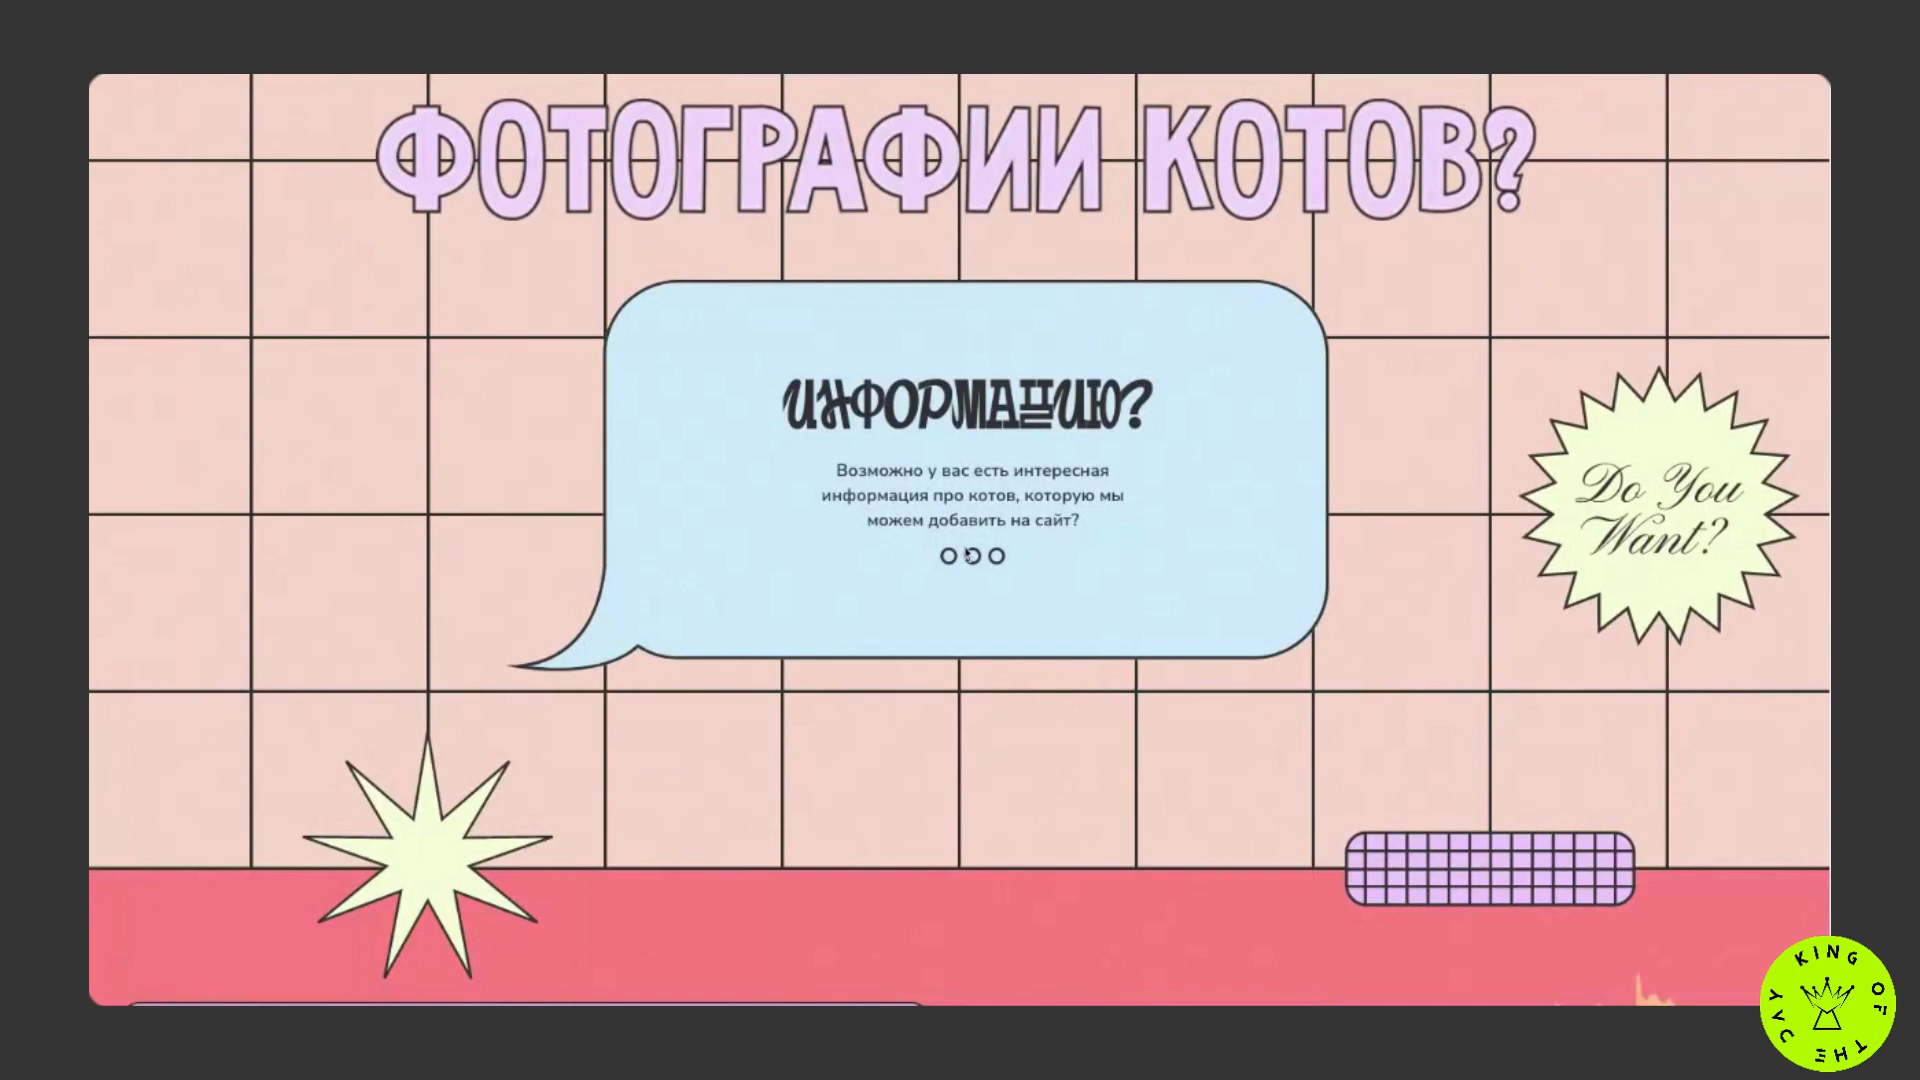 ФОТОГРАФИИ КОТОВ?
ИНФОРМАЦИЮ?
Возможно у вас есть интересная
информация про котов, которую мы
можем добавить на сайт?
Do You
Want?
KING OF THE DAY